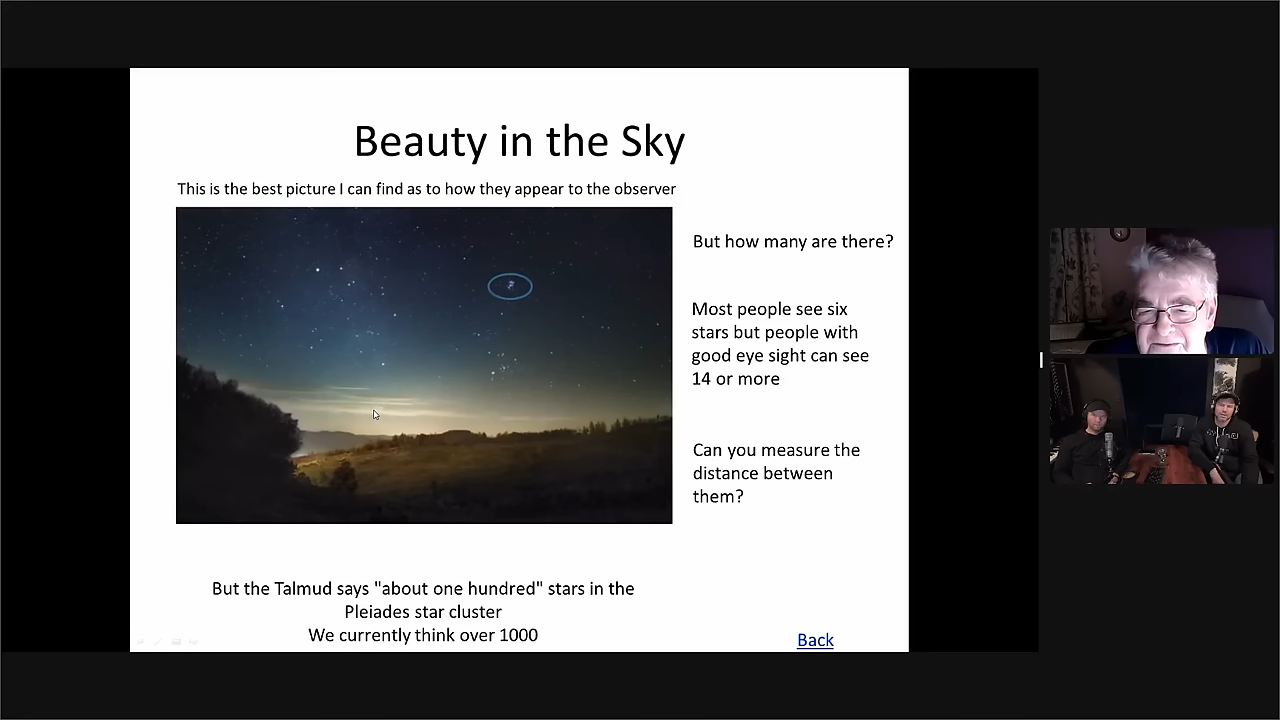 Beauty in the Sky
This is the best picture I can find as to how they appear to the observer
But how many are there?
Most people see six
stars but people with
good eye sight can see
14 or more
Can you measure the
distance between
them?
But the Talmud says "about one hundred" stars in the
Pleiades star cluster
We currently think over 1000
Back